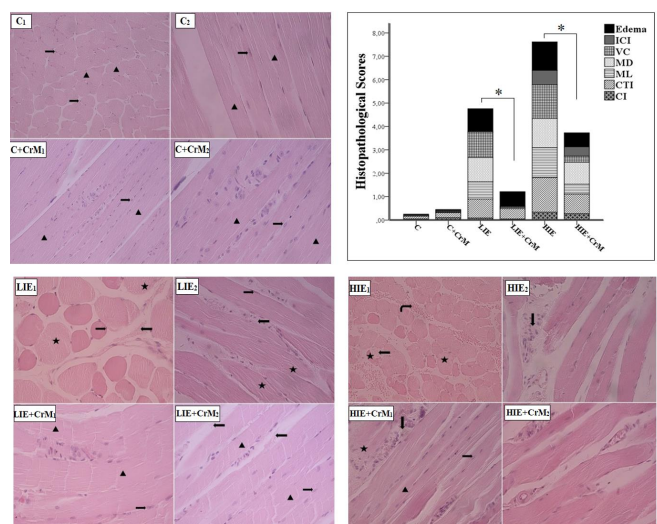 C1
C2
C+CrM1
C+CrM2
Histopathological Scores
8,00
7,00
6,00
5,00
4,00
3,00
2,00
1,00
,00
*
*
Edema
ICI
VC
MD
ML
CTI
CI
C
C+CrM
LIE
LIE+CrM
HIE
HIE+CrM
LIE1
LIE2
LIE+CrM1
LIE+CrM2
HIE1
HIE2
HIE+CrM1
HIE+CrM2